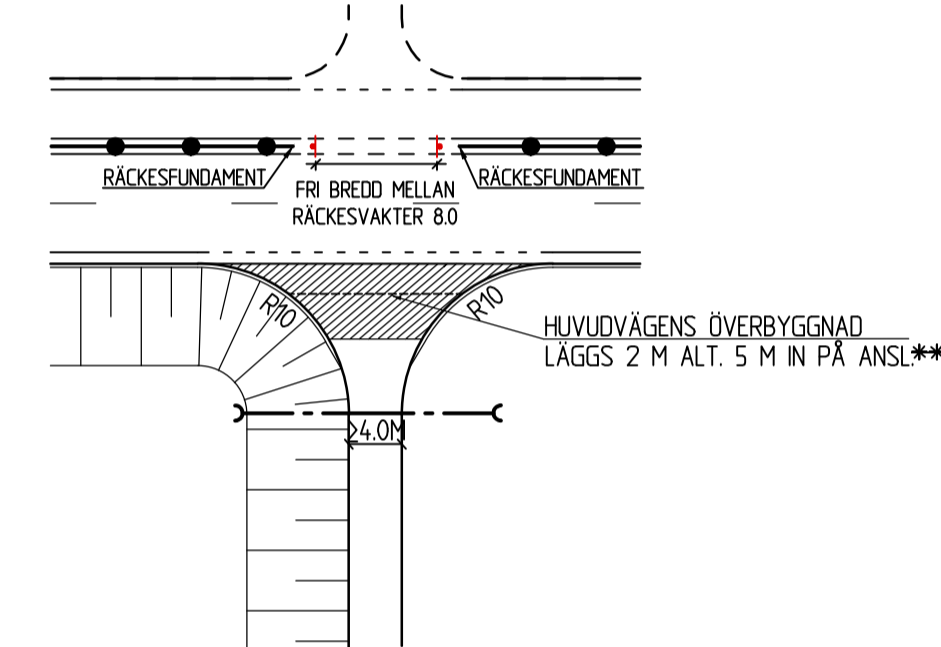 RÄCKESFUNDAMENT
FRI BREDD MELLAN
RÄCKESVAKTER 8.0
RÄCKESFUNDAMENT
R10
R10
HUVUDVÄGENS ÖVERBYGGNAD
LÄGGS 2 M ALT. 5 M IN PÅ ANSL.**
≥4.0M